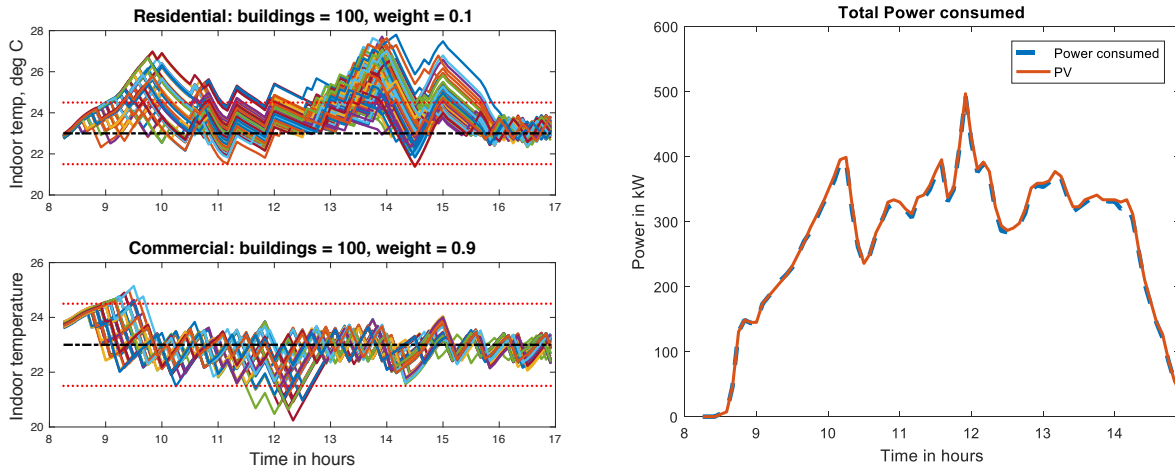 Residential: buildings = 100, weight = 0.1
Indoor temp, deg C
28
26
24
22
20
8 9 10 11 12 13 14 15 16 17
Commercial: buildings = 100, weight = 0.9
Indoor temperature
26
24
22
20
8 9 10 11 12 13 14 15 16 17
Time in hours
Total Power consumed
Power in kW
600
500
400
300
200
100
0
Power consumed
PV
8 9 10 11 12 13 14
Time in hours